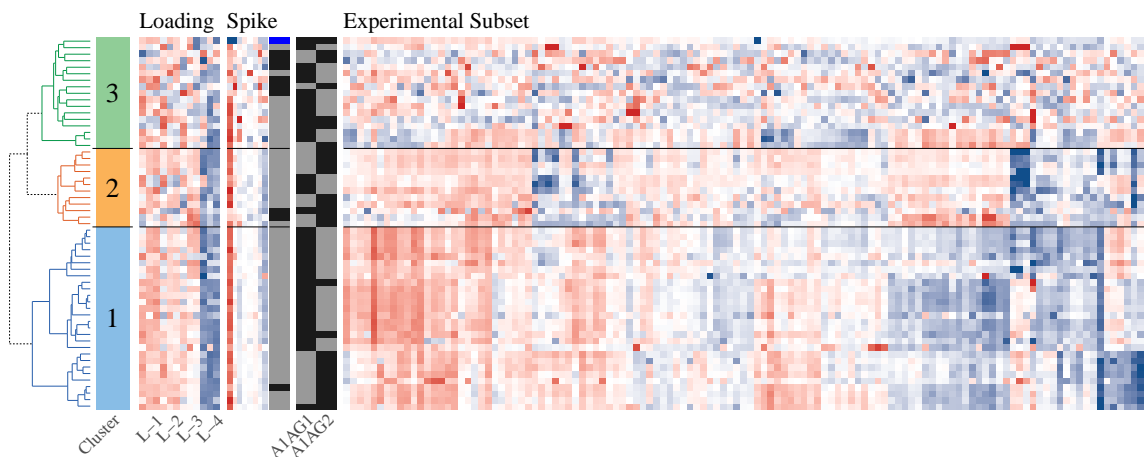 Loading Spike Experimental Subset
3
2
1
Cluster
L-1
L-2
L-3
L-4
A1AG1
A1AG2